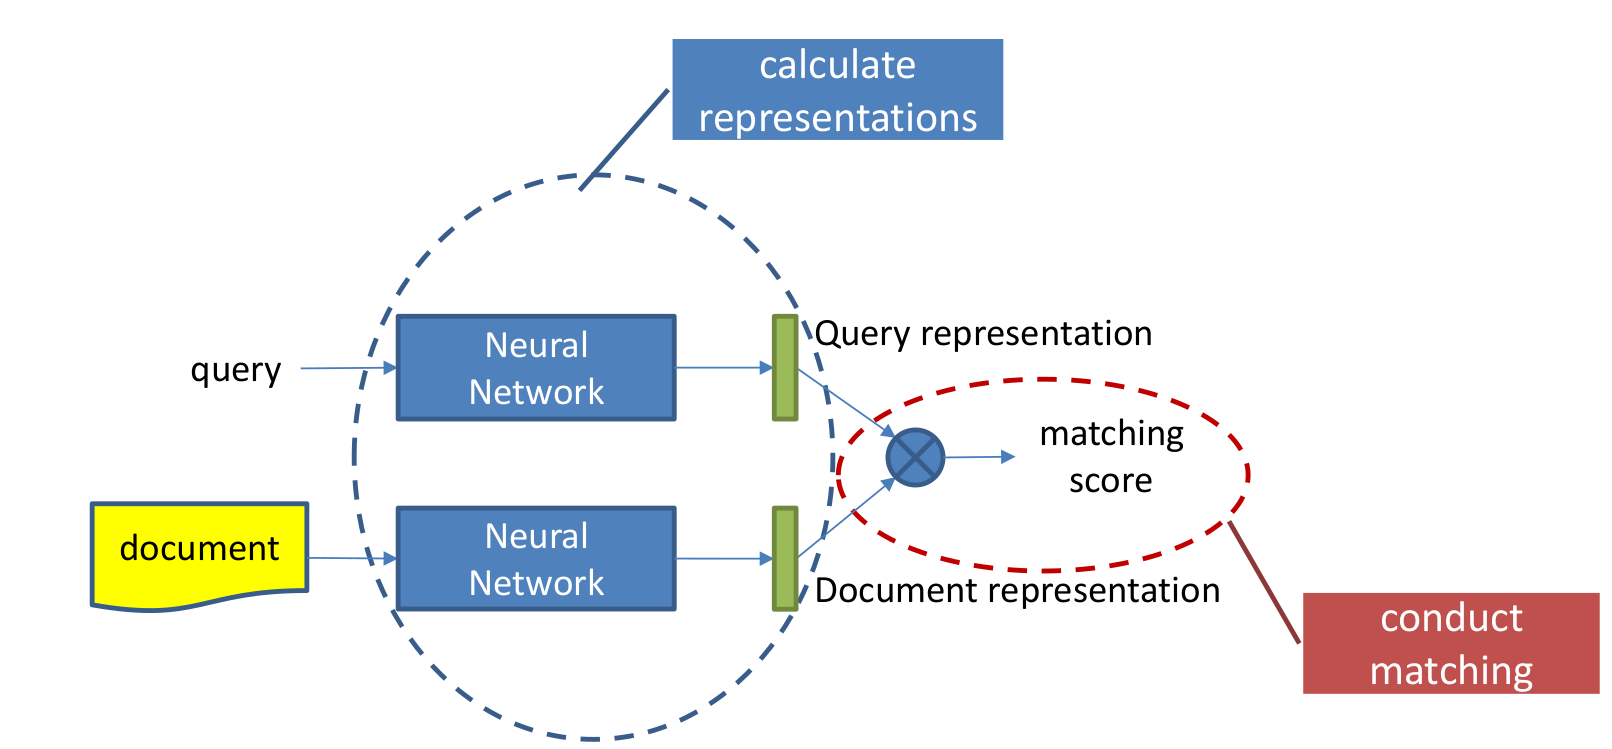 calculate
representations
Neural
Network
Query representation
query
matching
score
document
Neural
Network
Document representation
conduct
matching